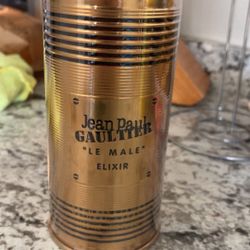 Jean Paul
GAULTIER
"LE MALE"
ELIXIR